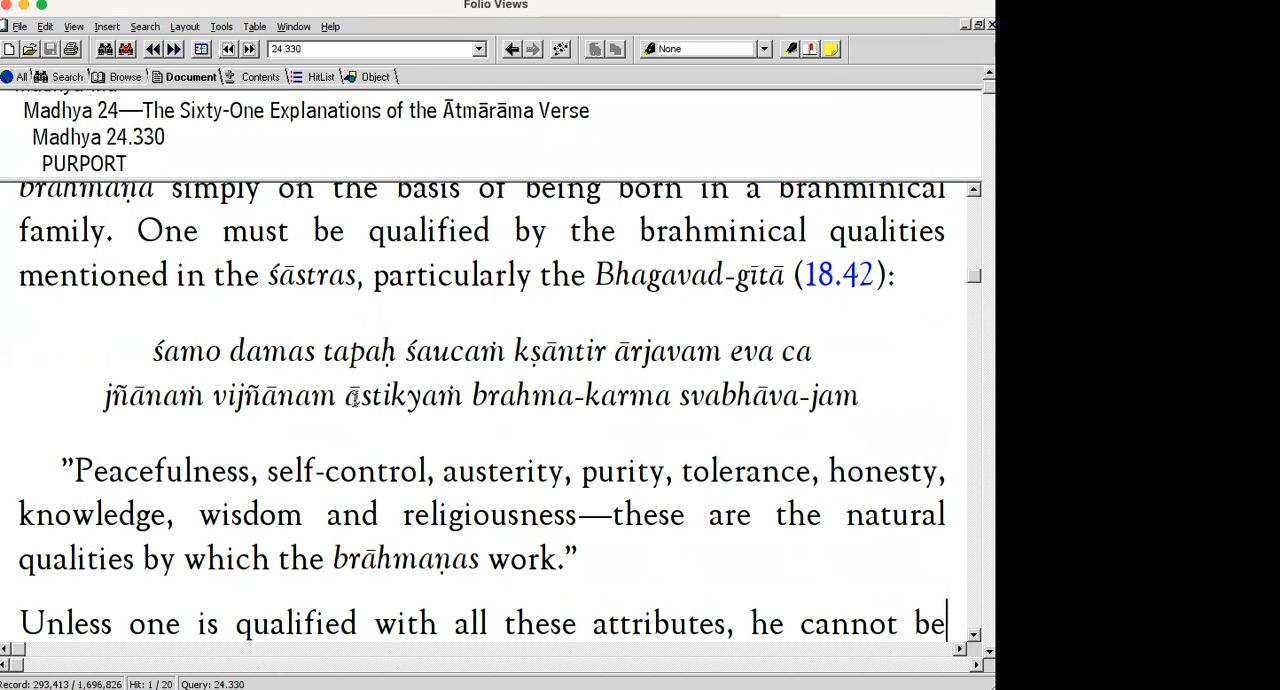 Folio Views
File Edit View Insert Search Layout Tools Table Window Help
24.330 None
All Search Browse Document Contents HitList Object
Madhya 24—The Sixty-One Explanations of the Ātmārāma Verse
Madhya 24.330
PURPORT
brāhmaṇa simply on the basis of being born in a brahminical
family. One must be qualified by the brahminical qualities
mentioned in the śāstras, particularly the Bhagavad-gītā (18.42):
śamo damas tapaḥ śaucaṁ kṣāntir ārjavam eva ca
jñānaṁ vijñānam āstikyaṁ brahma-karma svabhāva-jam
”Peacefulness, self-control, austerity, purity, tolerance, honesty,
knowledge, wisdom and religiousness—these are the natural
qualities by which the brāhmaṇas work.”
Unless one is qualified with all these attributes, he cannot be
Record: 293,413 / 1,696,826 Hit: 1 / 20 Query: 24.330